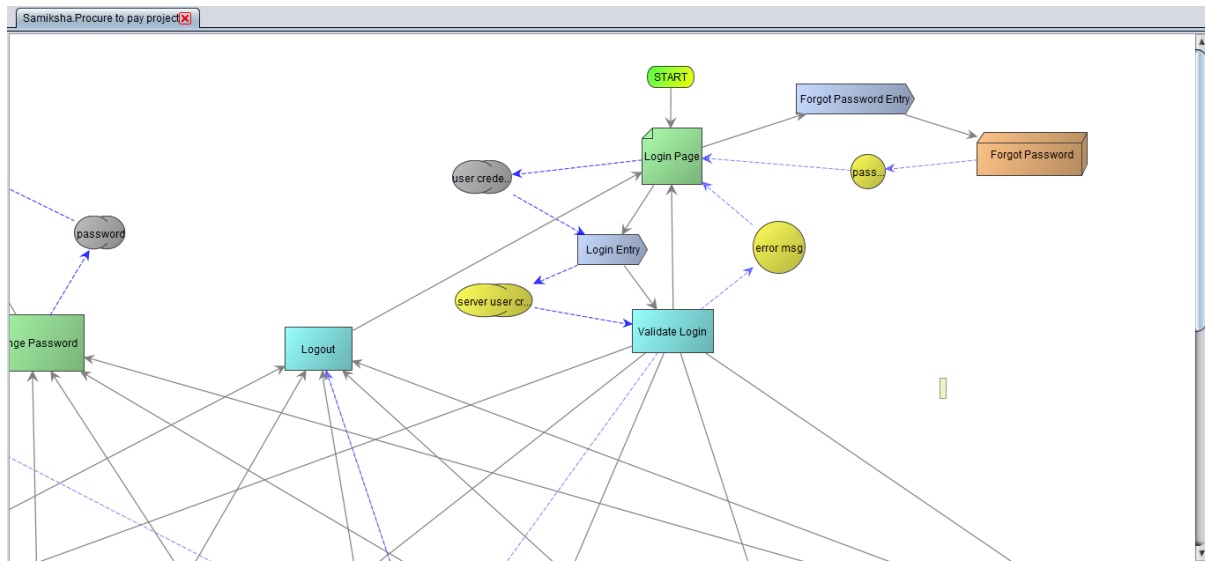 Samiksha.Procure to pay project
START
Forgot Password Entry
Login Page
Forgot Password
user crede...
pass...
password
Login Entry
error msg
server user cr...
Validate Login
nge Password
Logout